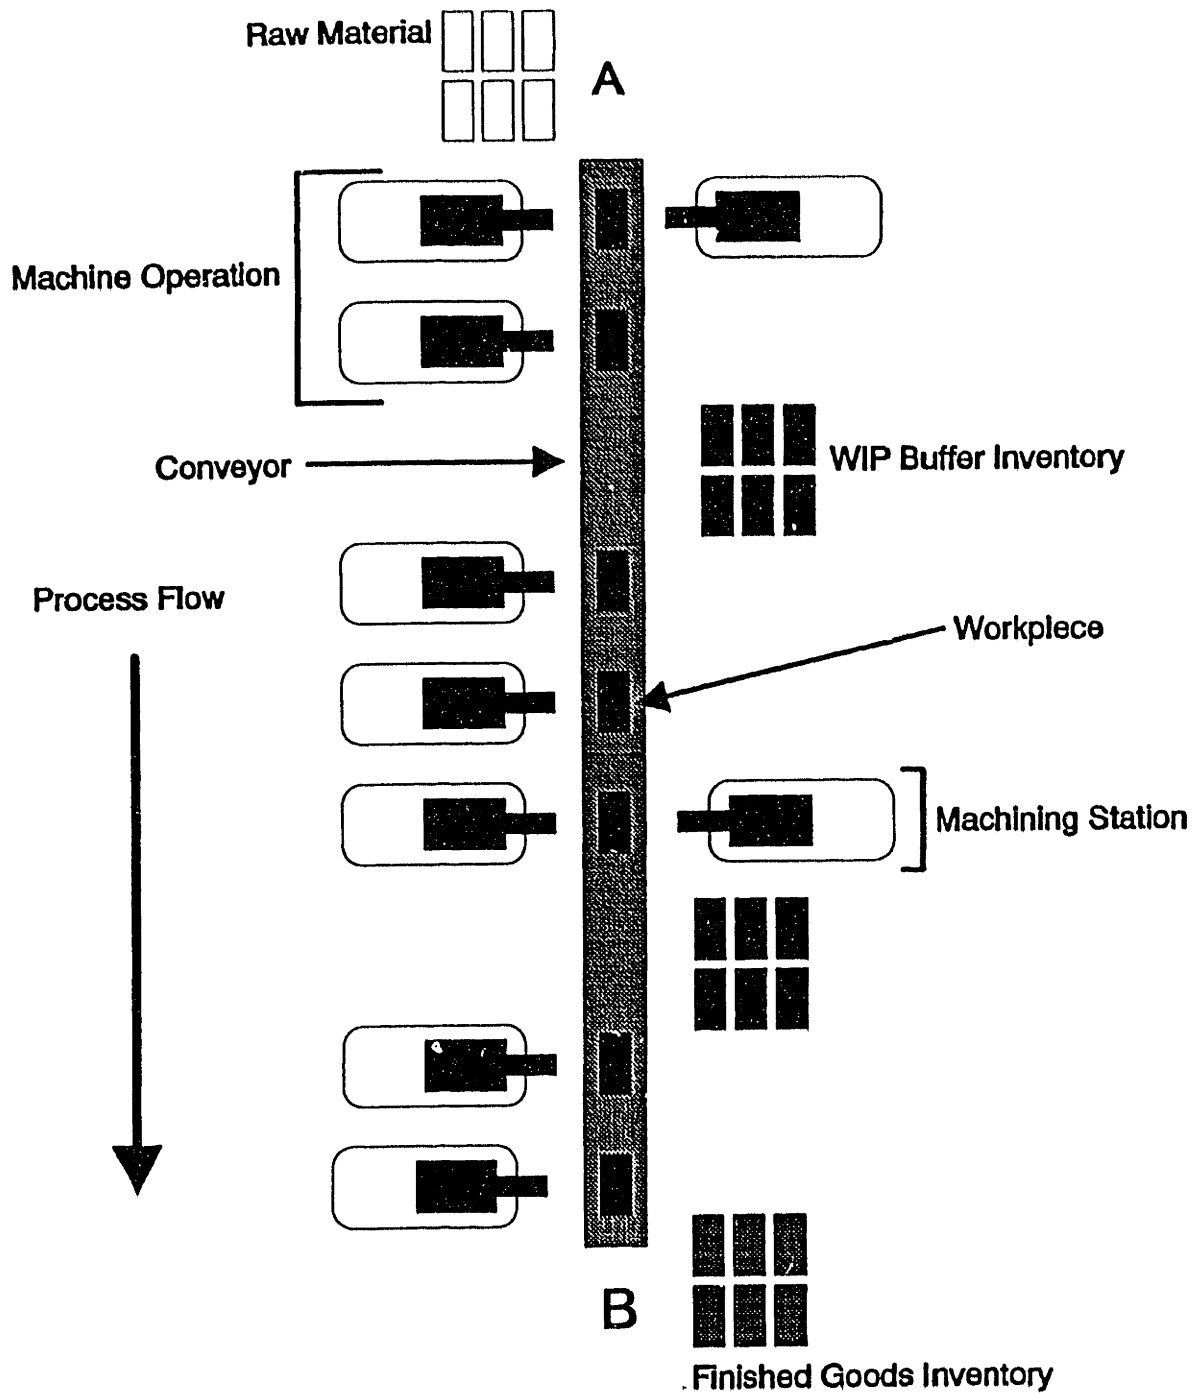 Raw Material
A
Machine Operation
Conveyor
WIP Buffer Inventory
Process Flow
Workpiece
Machining Station
B
Finished Goods Inventory